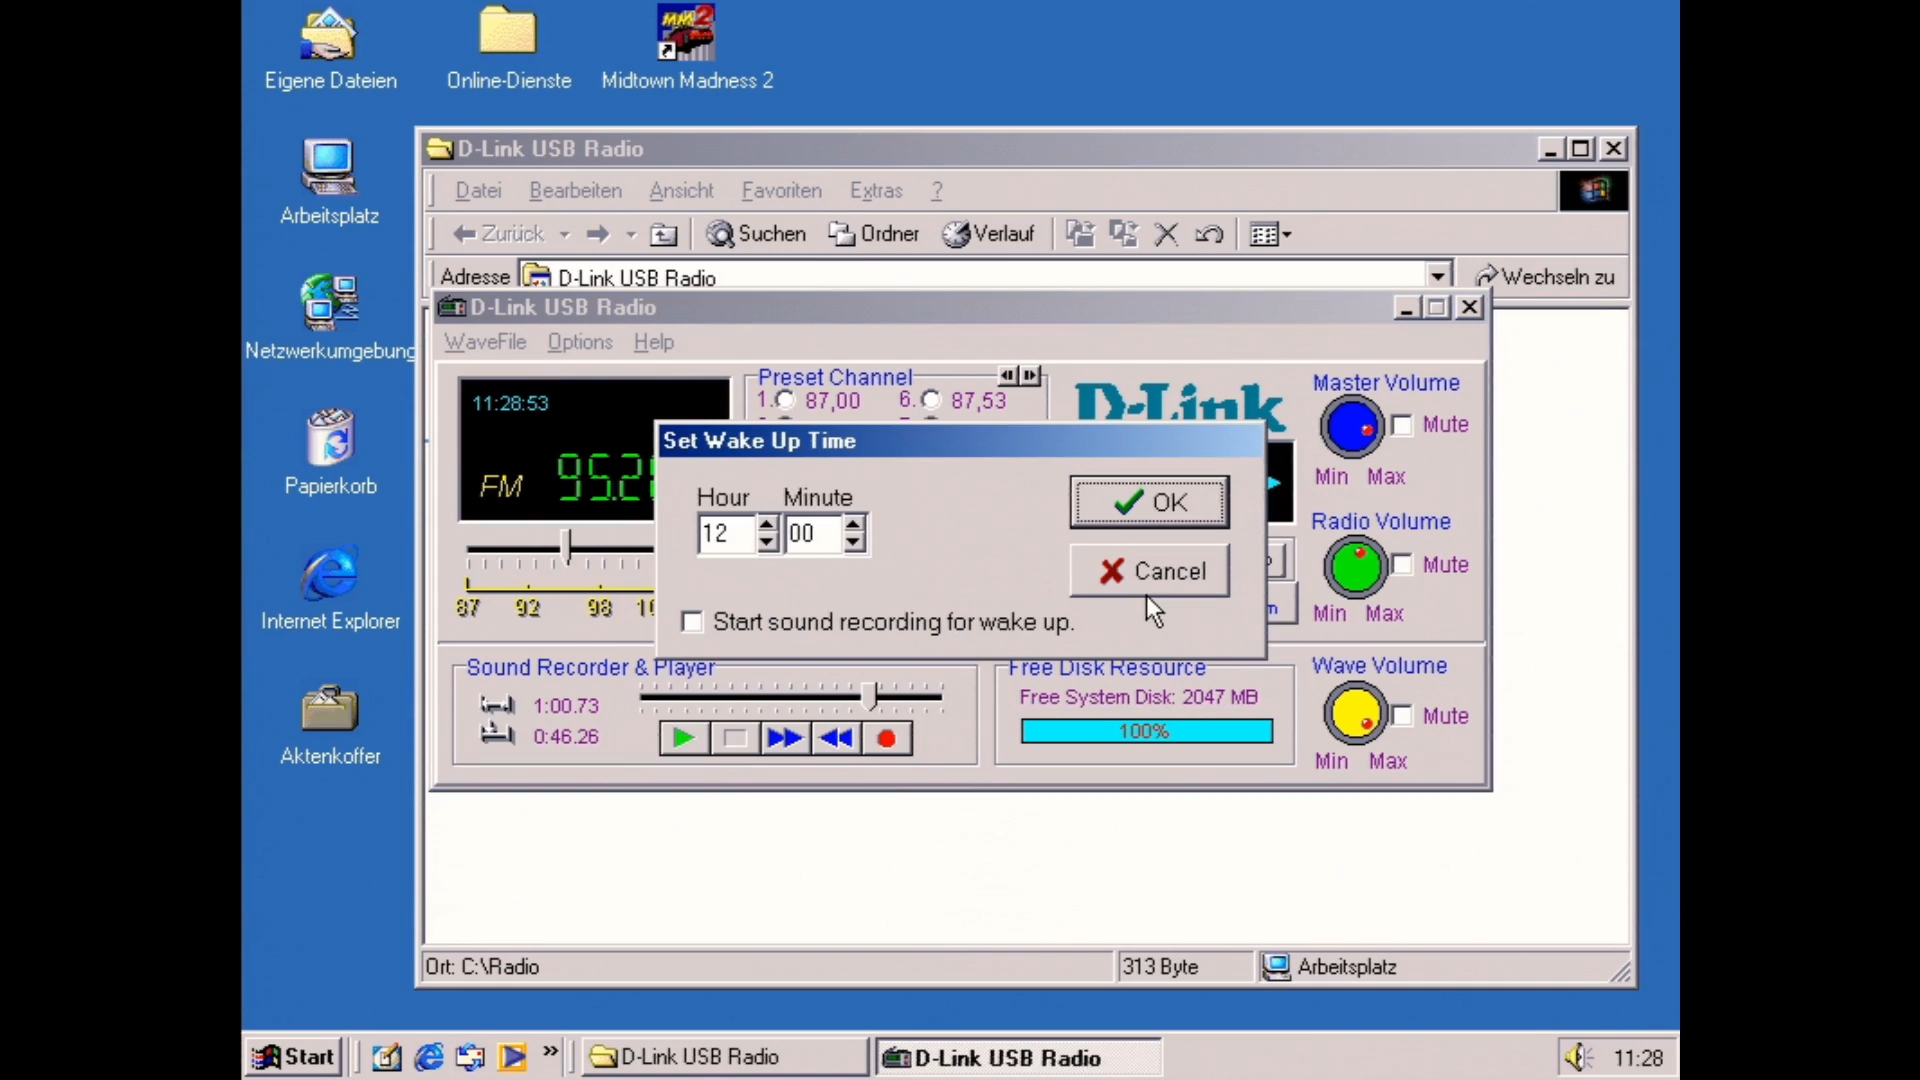 Eigene Dateien
Online-Dienste
MM2
Midtown Madness 2
Arbeitsplatz
Netzwerkumgebung
Papierkorb
Internet Explorer
Aktenkoffer
D-Link USB Radio
Datei Bearbeiten Ansicht Favoriten Extras ?
Zurück Suchen Ordner Verlauf
Adresse D-Link USB Radio Wechseln zu
D-Link USB Radio
WaveFile Options Help
11:28:53
FM
87 92 98
Preset Channel
1. 87,00 6. 87,53
D-Link
Master Volume
Mute
Min Max
Radio Volume
Mute
Min Max
Wave Volume
Mute
Min Max
Set Wake Up Time
Hour Minute
12 00
OK
Cancel
Start sound recording for wake up.
Sound Recorder & Player
1:00.73
0:46.26
Free Disk Resource
Free System Disk: 2047 MB
100%
Ort: C:\Radio
313 Byte
Arbeitsplatz
Start
»
D-Link USB Radio
D-Link USB Radio
11:28